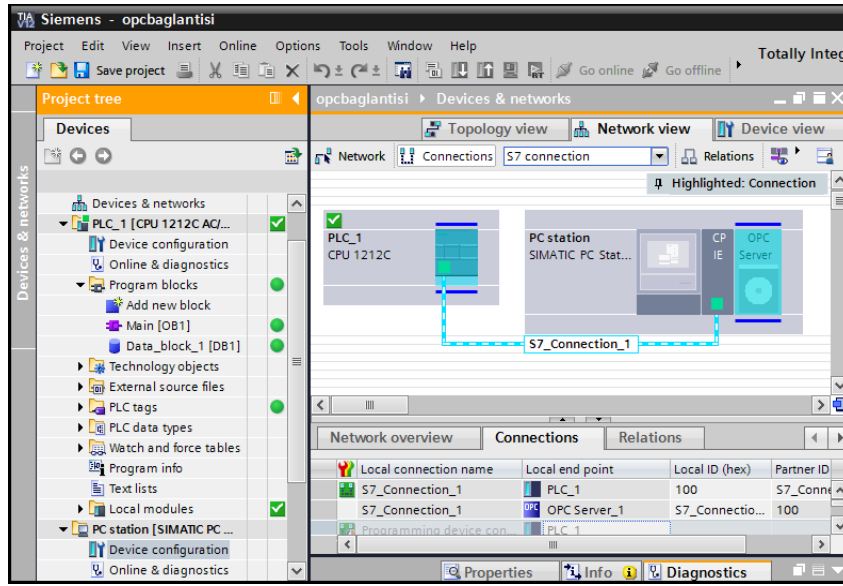 TIA V12 Siemens - opcbaglantisi
Project Edit View Insert Online Options Tools Window Help
Totally Integ
Save project Go online Go offline
Project tree
opcbaglantisi Devices & networks
Devices
Topology view Network view Device view
Network Connections S7 connection Relations
Highlighted: Connection
Devices & networks
Devices & networks
PLC_1 [CPU 1212C AC/...
Device configuration
Online & diagnostics
Program blocks
Add new block
Main [OB1]
Data_block_1 [DB1]
Technology objects
External source files
PLC tags
PLC data types
Watch and force tables
Program info
Text lists
Local modules
PC station [SIMATIC PC ...
Device configuration
Online & diagnostics
PLC_1
CPU 1212C
PC station
SIMATIC PC Stat...
CP
IE
OPC
Server
S7_Connection_1
Network overview Connections Relations
Local connection name Local end point Local ID (hex) Partner ID
S7_Connection_1 PLC_1 100 S7_Conne
S7_Connection_1 OPC OPC Server_1 S7_Connectio... 100
Programming device con... PLC_1
Properties Info Diagnostics